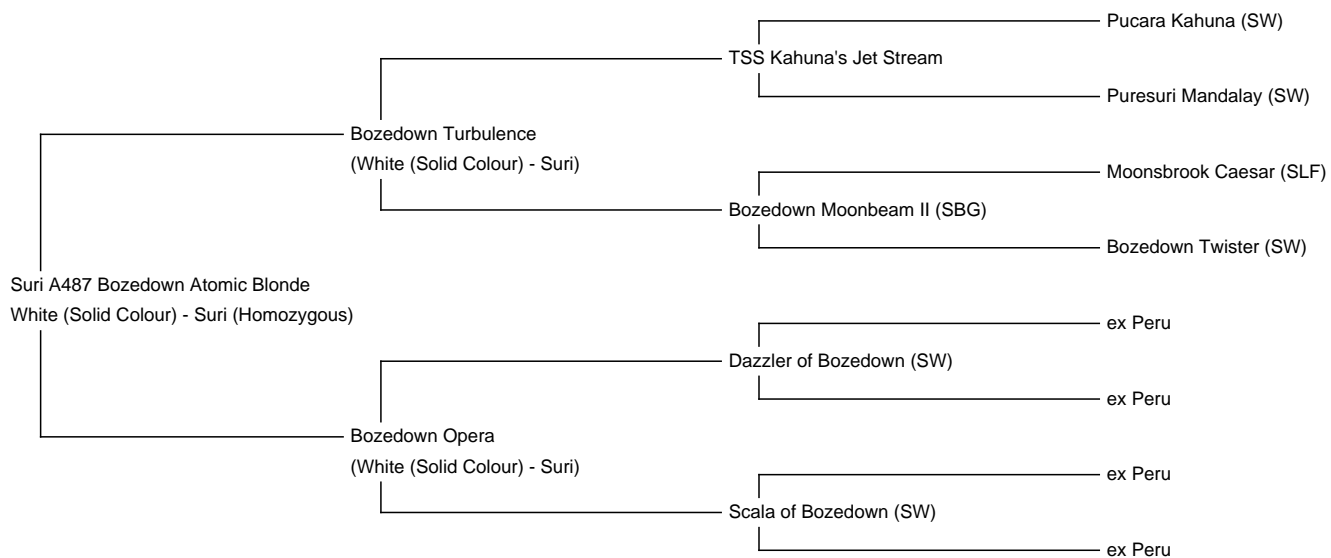 Pucara Kahuna (SW)
TSS Kahuna's Jet Stream
Puresuri Mandalay (SW)
Bozedown Turbulence
(White (Solid Colour) - Suri)
Moonsbrook Caesar (SLF)
Bozedown Moonbeam II (SBG)
Bozedown Twister (SW)
Suri A487 Bozedown Atomic Blonde
White (Solid Colour) - Suri (Homozygous)
ex Peru
Dazzler of Bozedown (SW)
ex Peru
Bozedown Opera
(White (Solid Colour) - Suri)
ex Peru
Scala of Bozedown (SW)
ex Peru